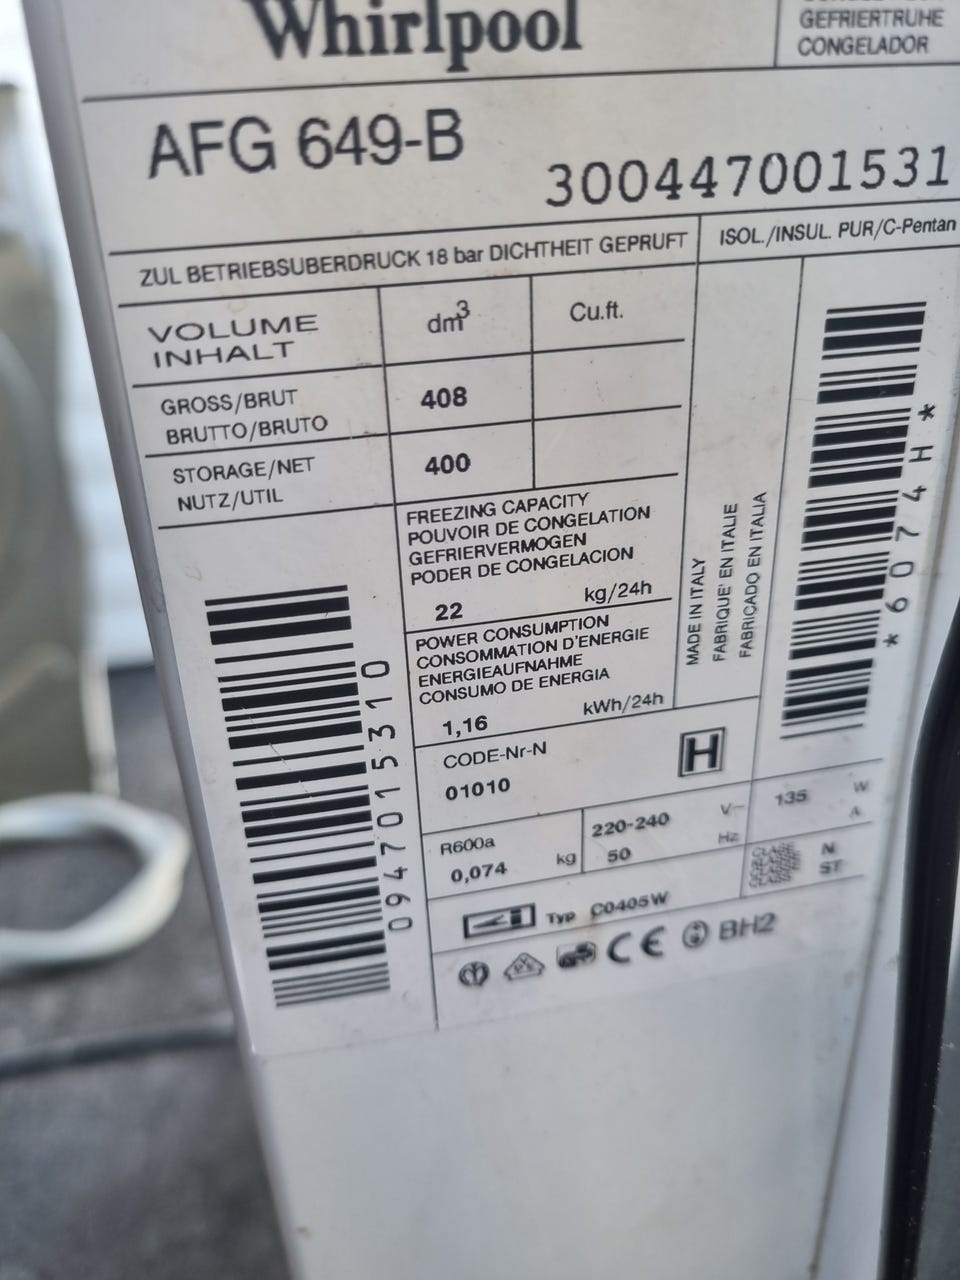 Whirlpool
GEFRIERTRUHE
CONGELADOR
AFG 649-B
300447001531
ZUL BETRIEBSUBERDRUCK 18 bar DICHTHEIT GEPRUFT
ISOL./INSUL. PUR/C-Pentan
VOLUME
INHALT
dm³
Cu.ft.
GROSS/BRUT
BRUTTO/BRUTO
408
STORAGE/NET
NUTZ/UTIL
400
FREEZING CAPACITY
POUVOIR DE CONGELATION
GEFRIERVERMOGEN
PODER DE CONGELACION
22 kg/24h
POWER CONSUMPTION
CONSOMMATION D'ENERGIE
ENERGIEAUFNAHME
CONSUMO DE ENERGIA
1,16 kWh/24h
MADE IN ITALY
FABRIQUE' EN ITALIE
FABRICADO EN ITALIA
*60774H*
0947015310
CODE-Nr-N
01010
H
R600a
0,074 kg
220-240 V~
50 Hz
135 W
A
CLASSE
CLASSE
N
ST
Typ C0405W
CE
BH2